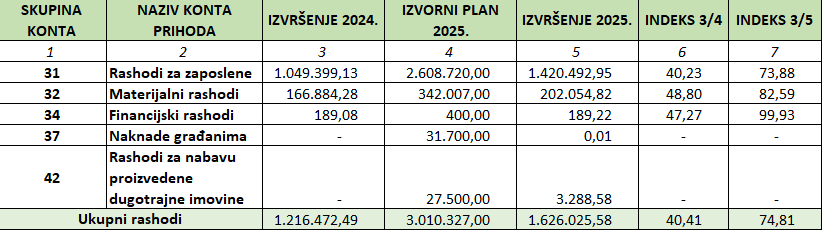 SKUPINA KONTA NAZIV KONTA PRIHODA IZVRŠENJE 2024. IZVORNI PLAN 2025. IZVRŠENJE 2025. INDEKS 3/4 INDEKS 3/5
1 2 3 4 5 6 7
31 Rashodi za zaposlene 1.049.399,13 2.608.720,00 1.420.492,95 40,23 73,88
32 Materijalni rashodi 166.884,28 342.007,00 202.054,82 48,80 82,59
34 Financijski rashodi 189,08 400,00 189,22 47,27 99,93
37 Naknade građanima - 31.700,00 0,01 - -
42 Rashodi za nabavu proizvedene dugotrajne imovine - 27.500,00 3.288,58 - -
Ukupni rashodi 1.216.472,49 3.010.327,00 1.626.025,58 40,41 74,81